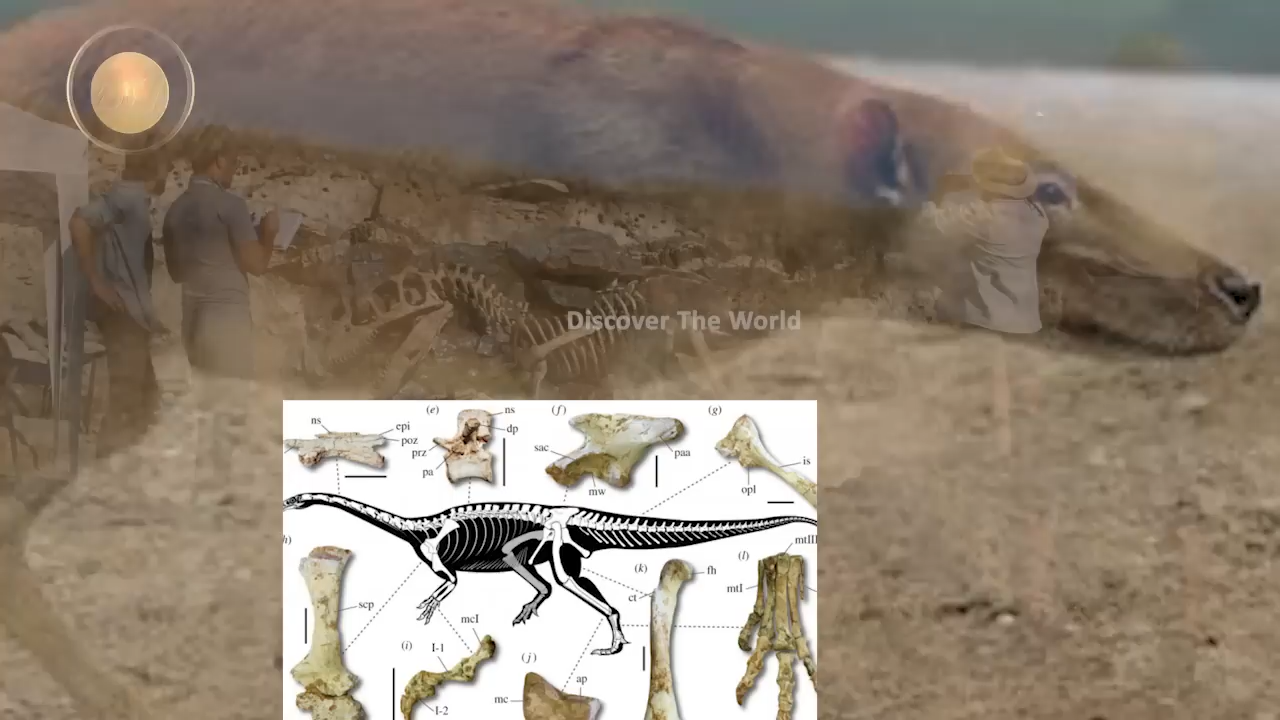 Discover The World
(e)
ns
dp
prz
pa
ns
epi
poz
(f)
sac
mw
paa
(g)
is
opl
h)
scp
(i)
mcI
I-1
I-2
(j)
ap
mc
(k)
fh
ct
(l)
mtIII
mtI